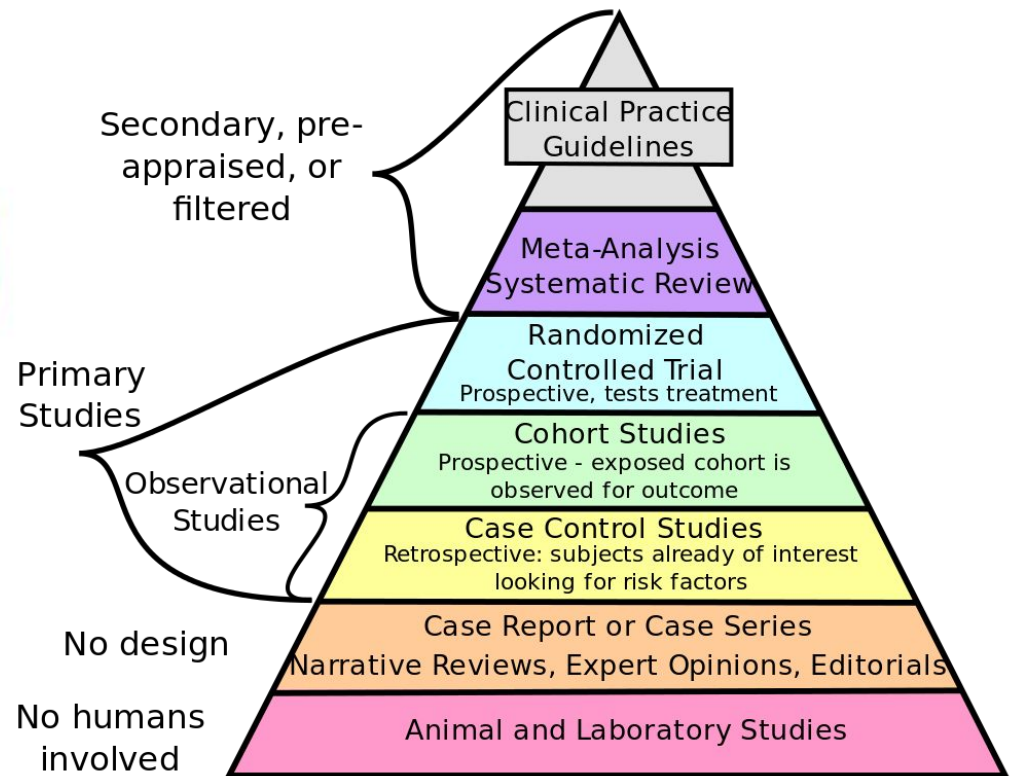 Clinical Practice
Guidelines
Secondary, pre-
appraised, or
filtered
Meta-Analysis
Systematic Review
Randomized
Controlled Trial
Prospective, tests treatment
Primary
Studies
Cohort Studies
Prospective - exposed cohort is
observed for outcome
Observational
Studies
Case Control Studies
Retrospective: subjects already of interest
looking for risk factors
No design
Case Report or Case Series
Narrative Reviews, Expert Opinions, Editorials
No humans
involved
Animal and Laboratory Studies